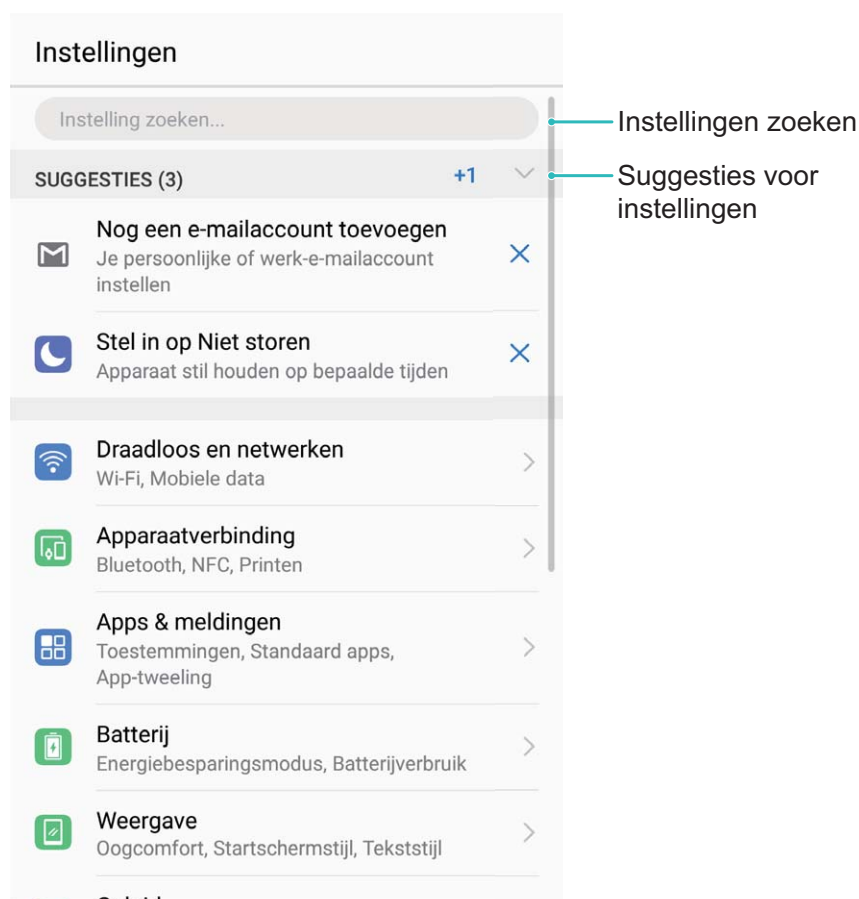 Instellingen
Instelling zoeken...
Instellingen zoeken
SUGGESTIES (3)
+1
Suggesties voor
instellingen
Nog een e-mailaccount toevoegen
Je persoonlijke of werk-e-mailaccount
instellen
Stel in op Niet storen
Apparaat stil houden op bepaalde tijden
Draadloos en netwerken
Wi-Fi, Mobiele data
Apparaatverbinding
Bluetooth, NFC, Printen
Apps & meldingen
Toestemmingen, Standaard apps,
App-tweeling
Batterij
Energiebesparingsmodus, Batterijverbruik
Weergave
Oogcomfort, Startschermstijl, Tekststijl